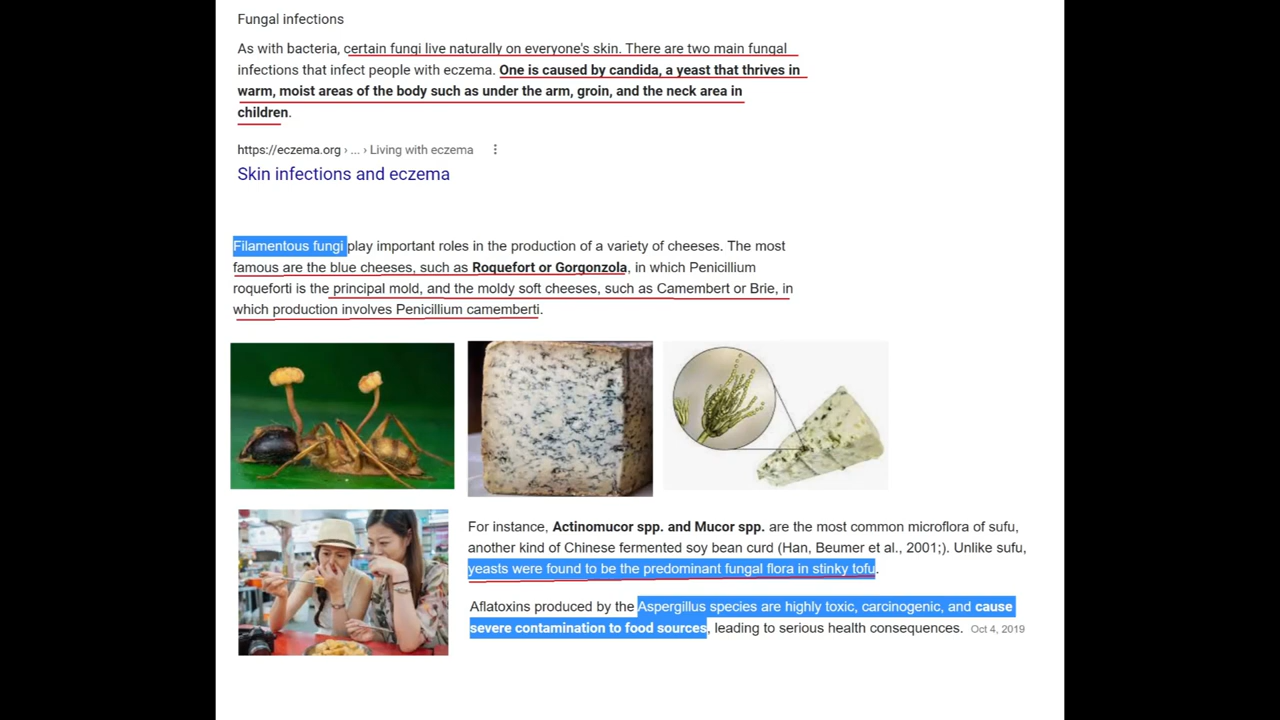 Fungal infections
As with bacteria, certain fungi live naturally on everyone's skin. There are two main fungal
infections that infect people with eczema. One is caused by candida, a yeast that thrives in
warm, moist areas of the body such as under the arm, groin, and the neck area in
children.
https://eczema.org › ... › Living with eczema
Skin infections and eczema
Filamentous fungi play important roles in the production of a variety of cheeses. The most
famous are the blue cheeses, such as Roquefort or Gorgonzola, in which Penicillium
roqueforti is the principal mold, and the moldy soft cheeses, such as Camembert or Brie, in
which production involves Penicillium camemberti.
For instance, Actinomucor spp. and Mucor spp. are the most common microflora of sufu,
another kind of Chinese fermented soy bean curd (Han, Beumer et al., 2001;). Unlike sufu,
yeasts were found to be the predominant fungal flora in stinky tofu.
Aflatoxins produced by the Aspergillus species are highly toxic, carcinogenic, and cause
severe contamination to food sources, leading to serious health consequences. Oct 4, 2019